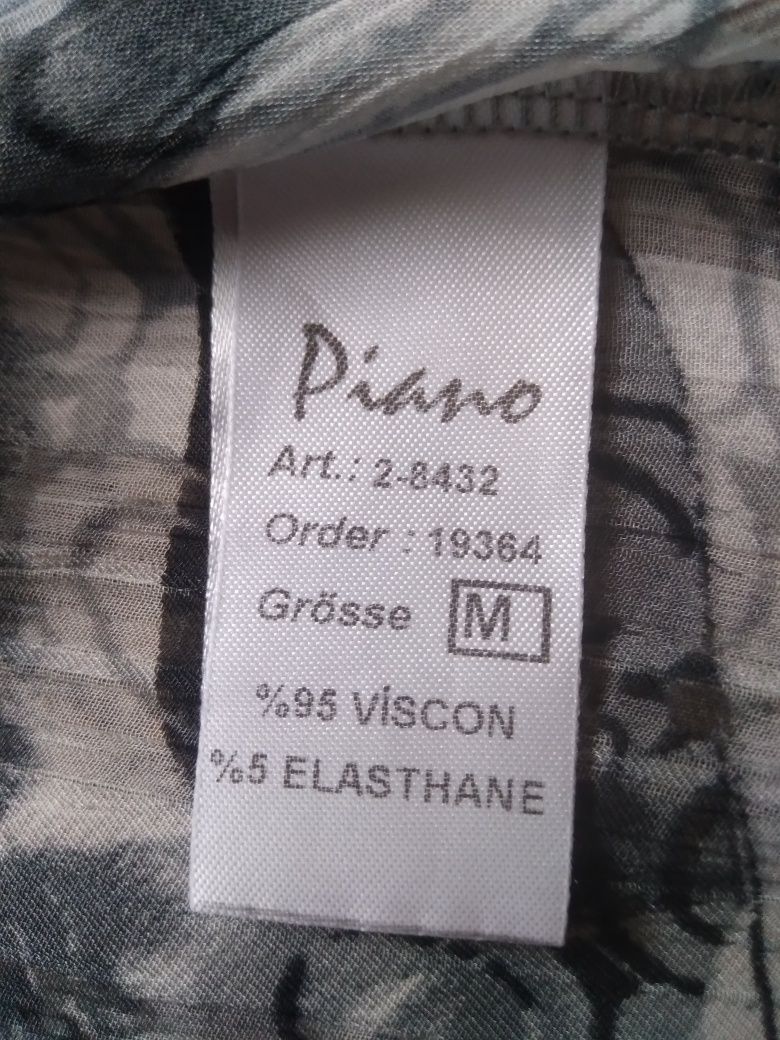 Piano
Art.: 2-8432
Order : 19364
Grösse M
%95 VİSCON
%5 ELASTHANE